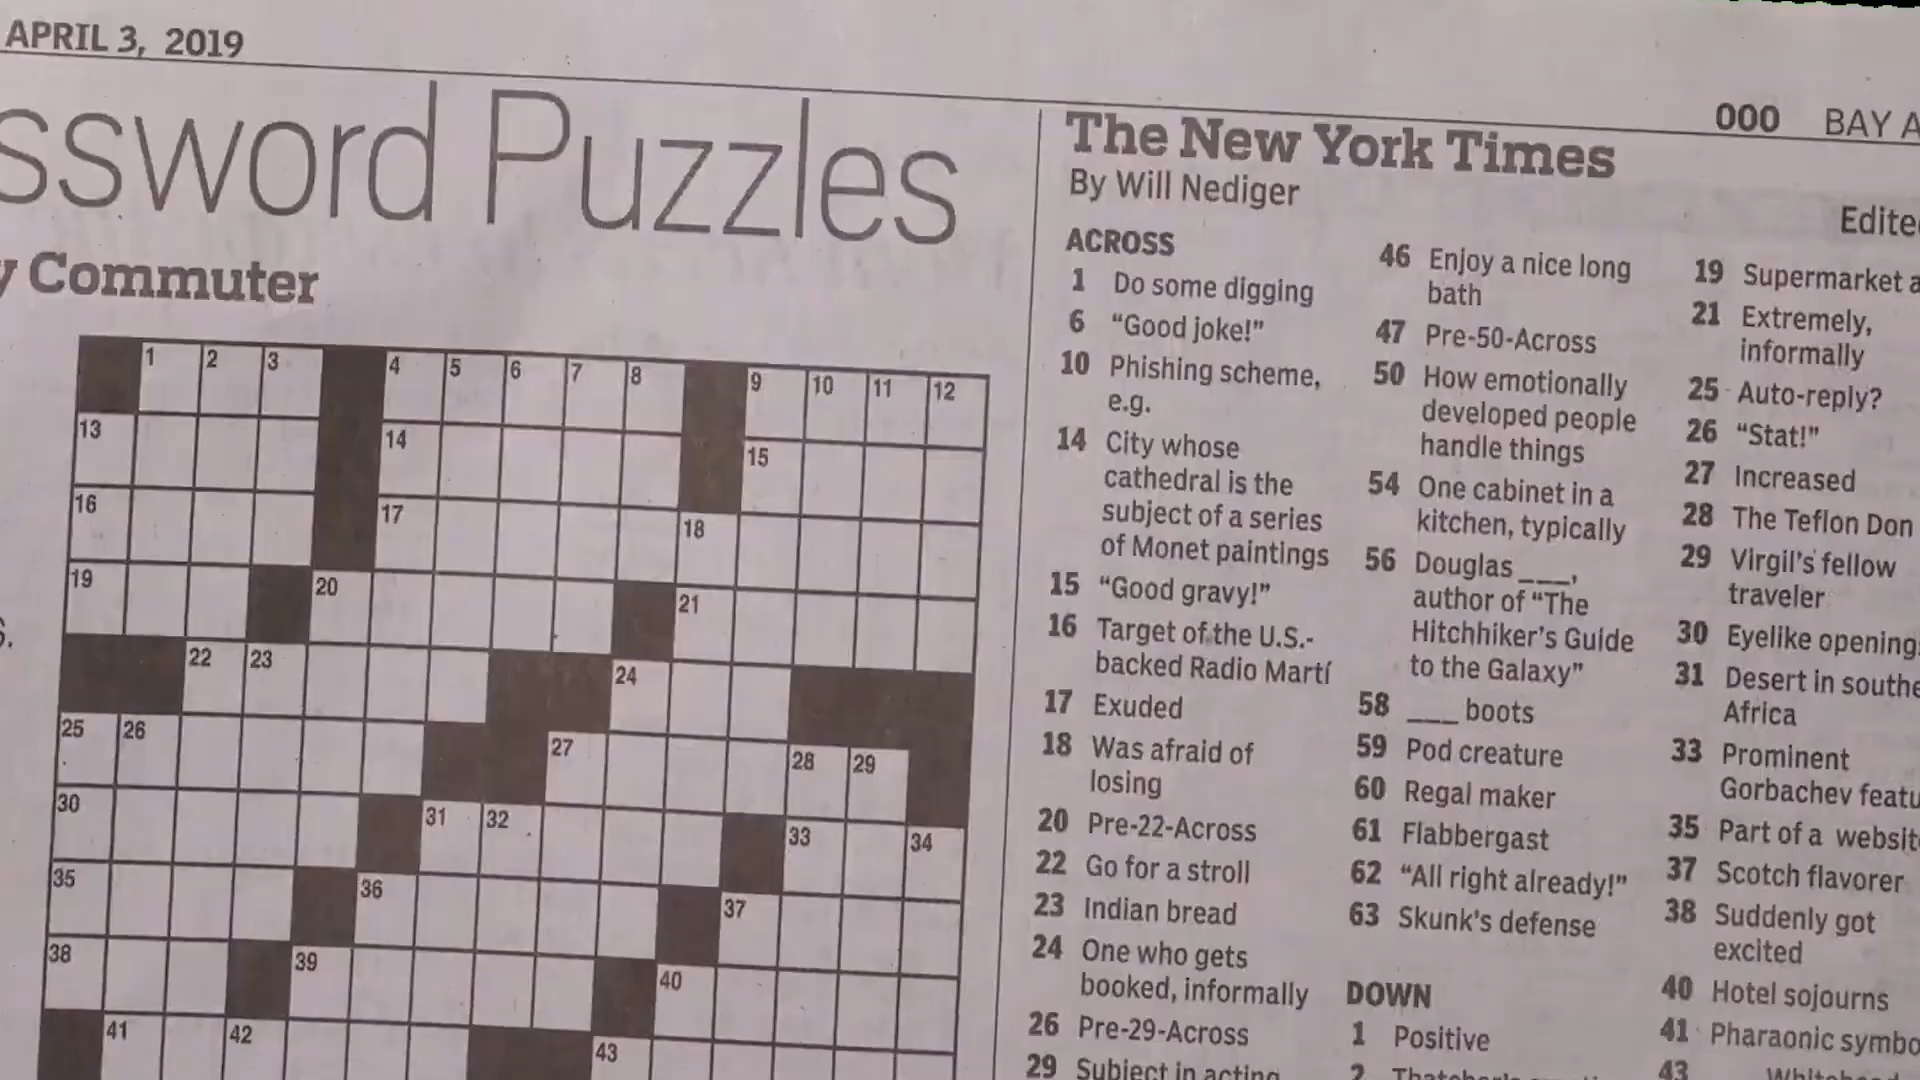 APRIL 3, 2019
000 BAY A
ssword Puzzles
y Commuter
1 2 3 4 5 6 7 8 9 10 11 12
13 14 15
16 17 18
19 20 21
22 23 24
25 26 27 28 29
30 31 32 33 34
35 36 37
38 39 40
41 42 43
The New York Times
By Will Nediger
Edite
ACROSS
1 Do some digging
6 “Good joke!”
10 Phishing scheme,
e.g.
14 City whose
cathedral is the
subject of a series
of Monet paintings
15 “Good gravy!”
16 Target of the U.S.-
backed Radio Martí
17 Exuded
18 Was afraid of
losing
20 Pre-22-Across
22 Go for a stroll
23 Indian bread
24 One who gets
booked, informally
26 Pre-29-Across
29 Subject in acting
46 Enjoy a nice long
bath
47 Pre-50-Across
50 How emotionally
developed people
handle things
54 One cabinet in a
kitchen, typically
56 Douglas ___,
author of “The
Hitchhiker’s Guide
to the Galaxy”
58 ___ boots
59 Pod creature
60 Regal maker
61 Flabbergast
62 “All right already!”
63 Skunk’s defense
DOWN
1 Positive
2
19 Supermarket a
21 Extremely,
informally
25 Auto-reply?
26 “Stat!”
27 Increased
28 The Teflon Don
29 Virgil’s fellow
traveler
30 Eyelike opening
31 Desert in southe
Africa
33 Prominent
Gorbachev featu
35 Part of a websit
37 Scotch flavorer
38 Suddenly got
excited
40 Hotel sojourns
41 Pharaonic symbo
43